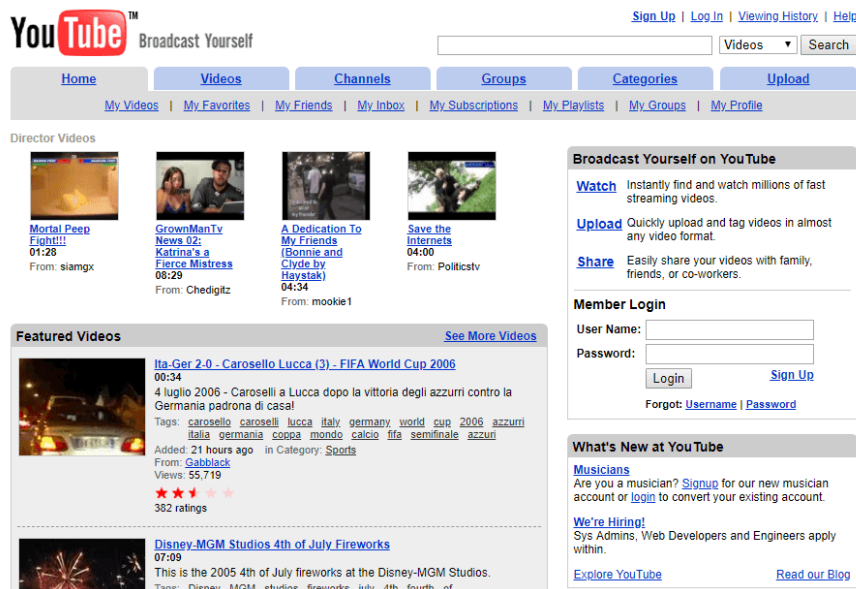 YouTube™ Broadcast Yourself
Sign Up | Log In | Viewing History | Help
Videos Search
Home Videos Channels Groups Categories Upload
My Videos | My Favorites | My Friends | My Inbox | My Subscriptions | My Playlists | My Groups | My Profile
Director Videos
Mortal Peep
Fight!!!
01:28
From: siamgx
GrownManTv
News 02:
Katrina's a
Fierce Mistress
08:29
From: Chedigitz
A Dedication To
My Friends
(Bonnie and
Clyde by
Haystak)
04:34
From: mookie1
Save the
Internets
04:00
From: Politicstv
Featured Videos See More Videos
Ita-Ger 2-0 - Carosello Lucca (3) - FIFA World Cup 2006
00:34
4 luglio 2006 - Caroselli a Lucca dopo la vittoria degli azzurri contro la
Germania padrona di casa!
Tags: carosello caroselli lucca italy germany world cup 2006 azzurri
italia germania coppa mondo calcio fifa semifinale azzuri
Added: 21 hours ago in Category: Sports
From: Gabblack
Views: 55,719
382 ratings
Disney-MGM Studios 4th of July Fireworks
07:09
This is the 2005 4th of July fireworks at the Disney-MGM Studios.
Tags: Disney MGM studios fireworks july 4th fourth of
Broadcast Yourself on YouTube
Watch Instantly find and watch millions of fast
streaming videos.
Upload Quickly upload and tag videos in almost
any video format.
Share Easily share your videos with family,
friends, or co-workers.
Member Login
User Name:
Password:
Login Sign Up
Forgot: Username | Password
What's New at YouTube
Musicians
Are you a musician? Signup for our new musician
account or login to convert your existing account.
We're Hiring!
Sys Admins, Web Developers and Engineers apply
within.
Explore YouTube Read our Blog